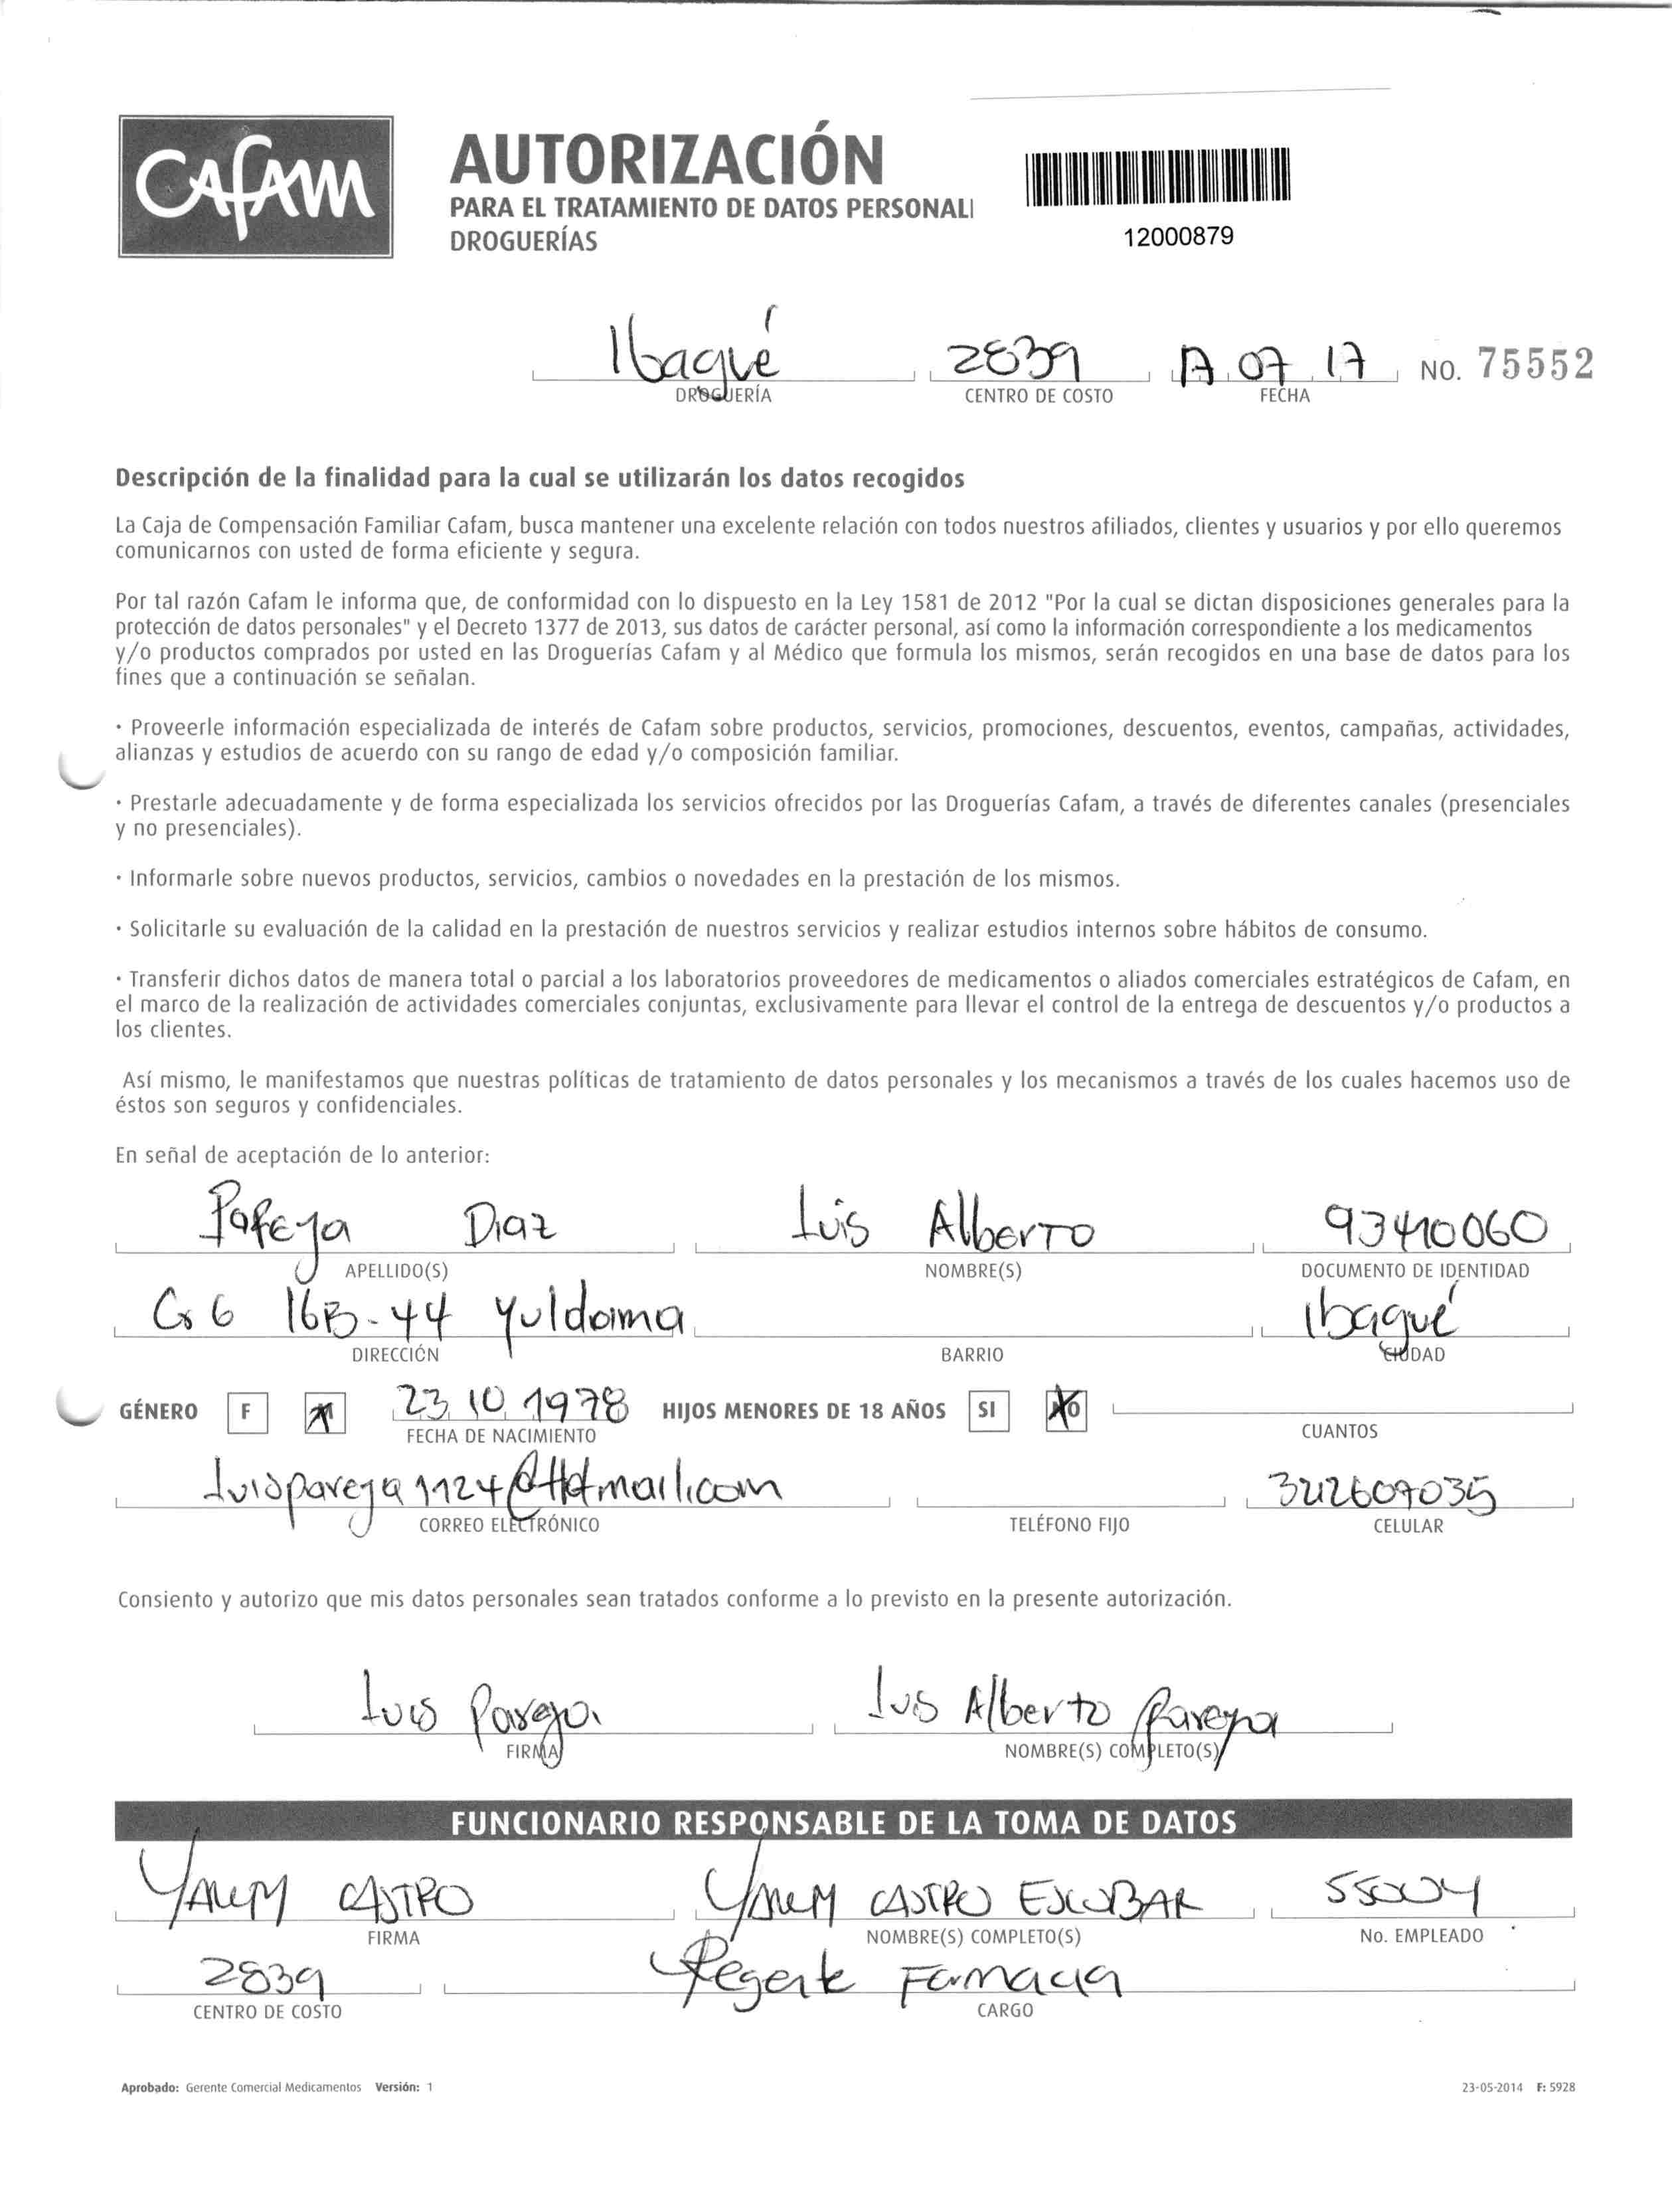 CAFAM
AUTORIZACIÓN
PARA EL TRATAMIENTO DE DATOS PERSONAL
DROGUERÍAS
12000879
Ibagué 2839 17 07 17 NO. 75552
DROGUERÍA CENTRO DE COSTO FECHA
Descripción de la finalidad para la cual se utilizarán los datos recogidos
La Caja de Compensación Familiar Cafam, busca mantener una excelente relación con todos nuestros afiliados, clientes y usuarios y por ello queremos
comunicarnos con usted de forma eficiente y segura.
Por tal razón Cafam le informa que, de conformidad con lo dispuesto en la Ley 1581 de 2012 "Por la cual se dictan disposiciones generales para la
protección de datos personales" y el Decreto 1377 de 2013, sus datos de carácter personal, así como la información correspondiente a los medicamentos
y/o productos comprados por usted en las Droguerías Cafam y al Médico que formula los mismos, serán recogidos en una base de datos para los
fines que a continuación se señalan.
· Proveerle información especializada de interés de Cafam sobre productos, servicios, promociones, descuentos, eventos, campañas, actividades,
alianzas y estudios de acuerdo con su rango de edad y/o composición familiar.
· Prestarle adecuadamente y de forma especializada los servicios ofrecidos por las Droguerías Cafam, a través de diferentes canales (presenciales
y no presenciales).
· Informarle sobre nuevos productos, servicios, cambios o novedades en la prestación de los mismos.
· Solicitarle su evaluación de la calidad en la prestación de nuestros servicios y realizar estudios internos sobre hábitos de consumo.
· Transferir dichos datos de manera total o parcial a los laboratorios proveedores de medicamentos o aliados comerciales estratégicos de Cafam, en
el marco de la realización de actividades comerciales conjuntas, exclusivamente para llevar el control de la entrega de descuentos y/o productos a
los clientes.
Así mismo, le manifestamos que nuestras políticas de tratamiento de datos personales y los mecanismos a través de los cuales hacemos uso de
éstos son seguros y confidenciales.
En señal de aceptación de lo anterior:
Pareja Diaz Luis Alberto 93410060
APELLIDO(S) NOMBRE(S) DOCUMENTO DE IDENTIDAD
6 16B-44 Yuldaima Ibagué
DIRECCIÓN BARRIO CIUDAD
GÉNERO F M 23 10 1978 HIJOS MENORES DE 18 AÑOS SI NO
FECHA DE NACIMIENTO CUANTOS
luispareja1124@Hotmail.com
CORREO ELECTRÓNICO TELÉFONO FIJO CELULAR
Consiento y autorizo que mis datos personales sean tratados conforme a lo previsto en la presente autorización.
Luis Pareja Luis Alberto Pareja
FIRMA NOMBRE(S) COMPLETO(S)
FUNCIONARIO RESPONSABLE DE LA TOMA DE DATOS
CASTRO CASTRO ESCOBAR 55004
FIRMA NOMBRE(S) COMPLETO(S) No. EMPLEADO
2839 Regente Farmacia
CENTRO DE COSTO CARGO
Aprobado: Gerente Comercial Medicamentos Versión: 1 23-05-2014 F: 5928